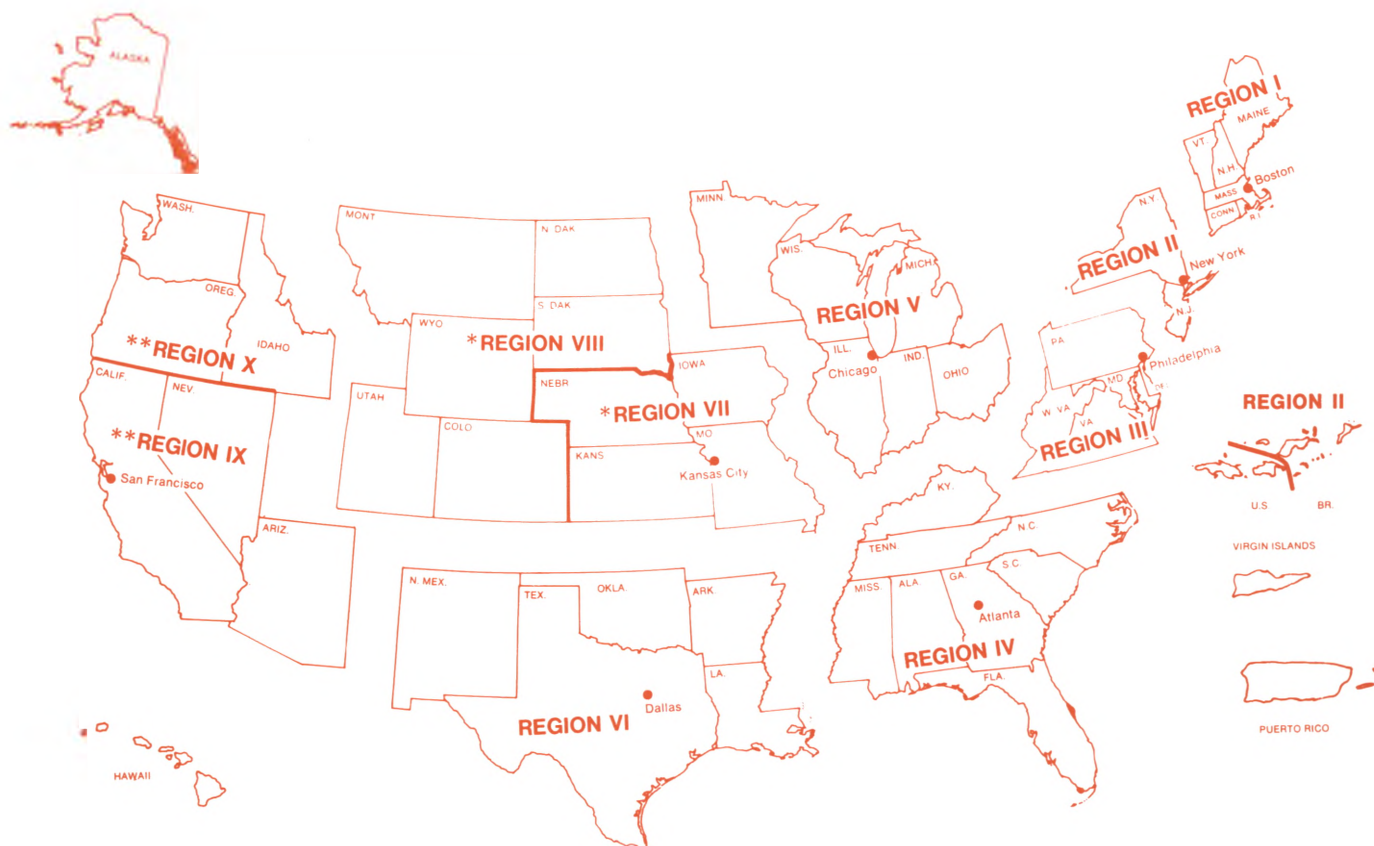 ALASKA
REGION I
MAINE
VT.
N.H.
MASS
Boston
CONN
R.I.
N.Y.
REGION II
New York
N.J.
WASH.
OREG.
IDAHO
**REGION X
MONT
N. DAK
S. DAK
WYO
*REGION VIII
MINN.
WIS.
MICH.
REGION V
ILL.
IND.
OHIO
Chicago
PA
Philadelphia
MD
W VA
VA
REGION III
CALIF.
NEV.
**REGION IX
San Francisco
ARIZ.
UTAH
COLO
NEBR
IOWA
*REGION VII
KANS
MO
Kansas City
REGION II
U.S
BR.
VIRGIN ISLANDS
PUERTO RICO
KY.
TENN.
N.C.
S.C.
MISS
ALA.
GA.
Atlanta
REGION IV
FLA.
N. MEX.
TEX.
OKLA.
ARK
LA.
Dallas
REGION VI
HAWAII